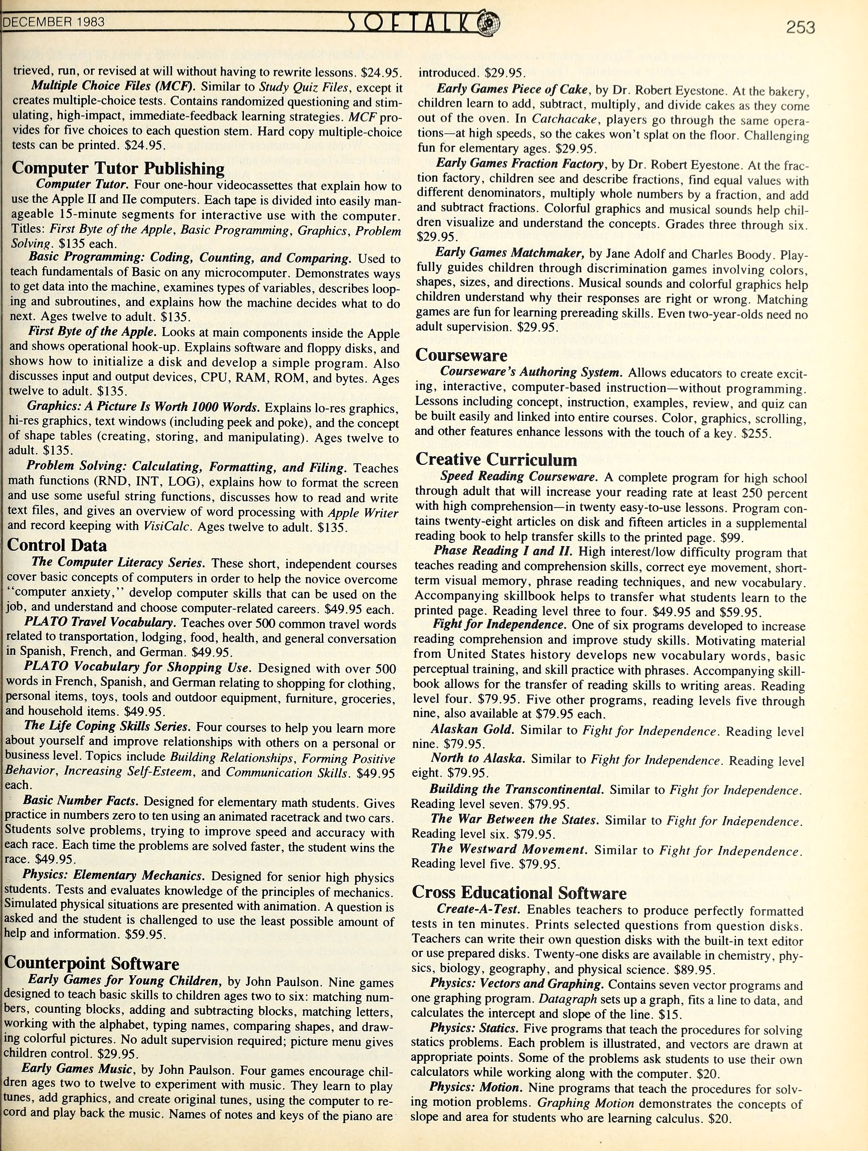 DECEMBER 1983
SOFTALK
253
trieved, run, or revised at will without having to rewrite lessons. $24.95.
Multiple Choice Files (MCF). Similar to Study Quiz Files, except it
creates multiple-choice tests. Contains randomized questioning and stim-
ulating, high-impact, immediate-feedback learning strategies. MCF pro-
vides for five choices to each question stem. Hard copy multiple-choice
tests can be printed. $24.95.
Computer Tutor Publishing
Computer Tutor. Four one-hour videocassettes that explain how to
use the Apple II and IIe computers. Each tape is divided into easily man-
ageable 15-minute segments for interactive use with the computer.
Titles: First Byte of the Apple, Basic Programming, Graphics, Problem
Solving. $135 each.
Basic Programming: Coding, Counting, and Comparing. Used to
teach fundamentals of Basic on any microcomputer. Demonstrates ways
to get data into the machine, examines types of variables, describes loop-
ing and subroutines, and explains how the machine decides what to do
next. Ages twelve to adult. $135.
First Byte of the Apple. Looks at main components inside the Apple
and shows operational hook-up. Explains software and floppy disks, and
shows how to initialize a disk and develop a simple program. Also
discusses input and output devices, CPU, RAM, ROM, and bytes. Ages
twelve to adult. $135.
Graphics: A Picture Is Worth 1000 Words. Explains lo-res graphics,
hi-res graphics, text windows (including peek and poke), and the concept
of shape tables (creating, storing, and manipulating). Ages twelve to
adult. $135.
Problem Solving: Calculating, Formatting, and Filing. Teaches
math functions (RND, INT, LOG), explains how to format the screen
and use some useful string functions, discusses how to read and write
text files, and gives an overview of word processing with Apple Writer
and record keeping with VisiCalc. Ages twelve to adult. $135.
Control Data
The Computer Literacy Series. These short, independent courses
cover basic concepts of computers in order to help the novice overcome
"computer anxiety," develop computer skills that can be used on the
job, and understand and choose computer-related careers. $49.95 each.
PLATO Travel Vocabulary. Teaches over 500 common travel words
related to transportation, lodging, food, health, and general conversation
in Spanish, French, and German. $49.95.
PLATO Vocabulary for Shopping Use. Designed with over 500
words in French, Spanish, and German relating to shopping for clothing,
personal items, toys, tools and outdoor equipment, furniture, groceries,
and household items. $49.95.
The Life Coping Skills Series. Four courses to help you learn more
about yourself and improve relationships with others on a personal or
business level. Topics include Building Relationships, Forming Positive
Behavior, Increasing Self-Esteem, and Communication Skills. $49.95
each.
Basic Number Facts. Designed for elementary math students. Gives
practice in numbers zero to ten using an animated racetrack and two cars.
Students solve problems, trying to improve speed and accuracy with
each race. Each time the problems are solved faster, the student wins the
race. $49.95.
Physics: Elementary Mechanics. Designed for senior high physics
students. Tests and evaluates knowledge of the principles of mechanics.
Simulated physical situations are presented with animation. A question is
asked and the student is challenged to use the least possible amount of
help and information. $59.95.
Counterpoint Software
Early Games for Young Children, by John Paulson. Nine games
designed to teach basic skills to children ages two to six: matching num-
bers, counting blocks, adding and subtracting blocks, matching letters,
working with the alphabet, typing names, comparing shapes, and draw-
ing colorful pictures. No adult supervision required; picture menu gives
children control. $29.95.
Early Games Music, by John Paulson. Four games encourage chil-
dren ages two to twelve to experiment with music. They learn to play
tunes, add graphics, and create original tunes, using the computer to re-
cord and play back the music. Names of notes and keys of the piano are
introduced. $29.95.
Early Games Piece of Cake, by Dr. Robert Eyestone. At the bakery,
children learn to add, subtract, multiply, and divide cakes as they come
out of the oven. In Catchacake, players go through the same opera-
tions—at high speeds, so the cakes won't splat on the floor. Challenging
fun for elementary ages. $29.95.
Early Games Fraction Factory, by Dr. Robert Eyestone. At the frac-
tion factory, children see and describe fractions, find equal values with
different denominators, multiply whole numbers by a fraction, and add
and subtract fractions. Colorful graphics and musical sounds help chil-
dren visualize and understand the concepts. Grades three through six.
$29.95.
Early Games Matchmaker, by Jane Adolf and Charles Boody. Play-
fully guides children through discrimination games involving colors,
shapes, sizes, and directions. Musical sounds and colorful graphics help
children understand why their responses are right or wrong. Matching
games are fun for learning prereading skills. Even two-year-olds need no
adult supervision. $29.95.
Courseware
Courseware's Authoring System. Allows educators to create excit-
ing, interactive, computer-based instruction—without programming.
Lessons including concept, instruction, examples, review, and quiz can
be built easily and linked into entire courses. Color, graphics, scrolling,
and other features enhance lessons with the touch of a key. $255.
Creative Curriculum
Speed Reading Courseware. A complete program for high school
through adult that will increase your reading rate at least 250 percent
with high comprehension—in twenty easy-to-use lessons. Program con-
tains twenty-eight articles on disk and fifteen articles in a supplemental
reading book to help transfer skills to the printed page. $99.
Phase Reading I and II. High interest/low difficulty program that
teaches reading and comprehension skills, correct eye movement, short-
term visual memory, phrase reading techniques, and new vocabulary.
Accompanying skillbook helps to transfer what students learn to the
printed page. Reading level three to four. $49.95 and $59.95.
Fight for Independence. One of six programs developed to increase
reading comprehension and improve study skills. Motivating material
from United States history develops new vocabulary words, basic
perceptual training, and skill practice with phrases. Accompanying skill-
book allows for the transfer of reading skills to writing areas. Reading
level four. $79.95. Five other programs, reading levels five through
nine, also available at $79.95 each.
Alaskan Gold. Similar to Fight for Independence. Reading level
nine. $79.95.
North to Alaska. Similar to Fight for Independence. Reading level
eight. $79.95.
Building the Transcontinental. Similar to Fight for Independence.
Reading level seven. $79.95.
The War Between the States. Similar to Fight for Independence.
Reading level six. $79.95.
The Westward Movement. Similar to Fight for Independence.
Reading level five. $79.95.
Cross Educational Software
Create-A-Test. Enables teachers to produce perfectly formatted
tests in ten minutes. Prints selected questions from question disks.
Teachers can write their own question disks with the built-in text editor
or use prepared disks. Twenty-one disks are available in chemistry, phy-
sics, biology, geography, and physical science. $89.95.
Physics: Vectors and Graphing. Contains seven vector programs and
one graphing program. Datagraph sets up a graph, fits a line to data, and
calculates the intercept and slope of the line. $15.
Physics: Statics. Five programs that teach the procedures for solving
statics problems. Each problem is illustrated, and vectors are drawn at
appropriate points. Some of the problems ask students to use their own
calculators while working along with the computer. $20.
Physics: Motion. Nine programs that teach the procedures for solv-
ing motion problems. Graphing Motion demonstrates the concepts of
slope and area for students who are learning calculus. $20.